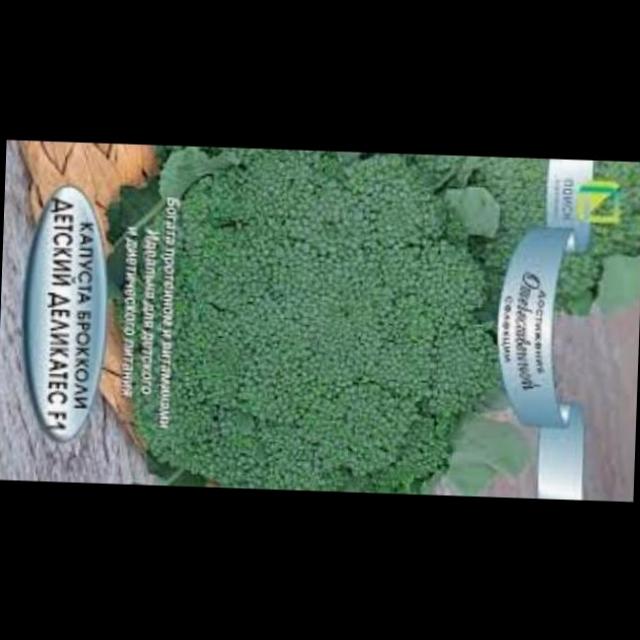 ПОИСК
ДОСТИЖЕНИЕ
Отечественной
СЕЛЕКЦИИ
Богата протеином и витаминами
Идеальна для детского
и диетического питания
КАПУСТА БРОККОЛИ
ДЕТСКИЙ ДЕЛИКАТЕС F1